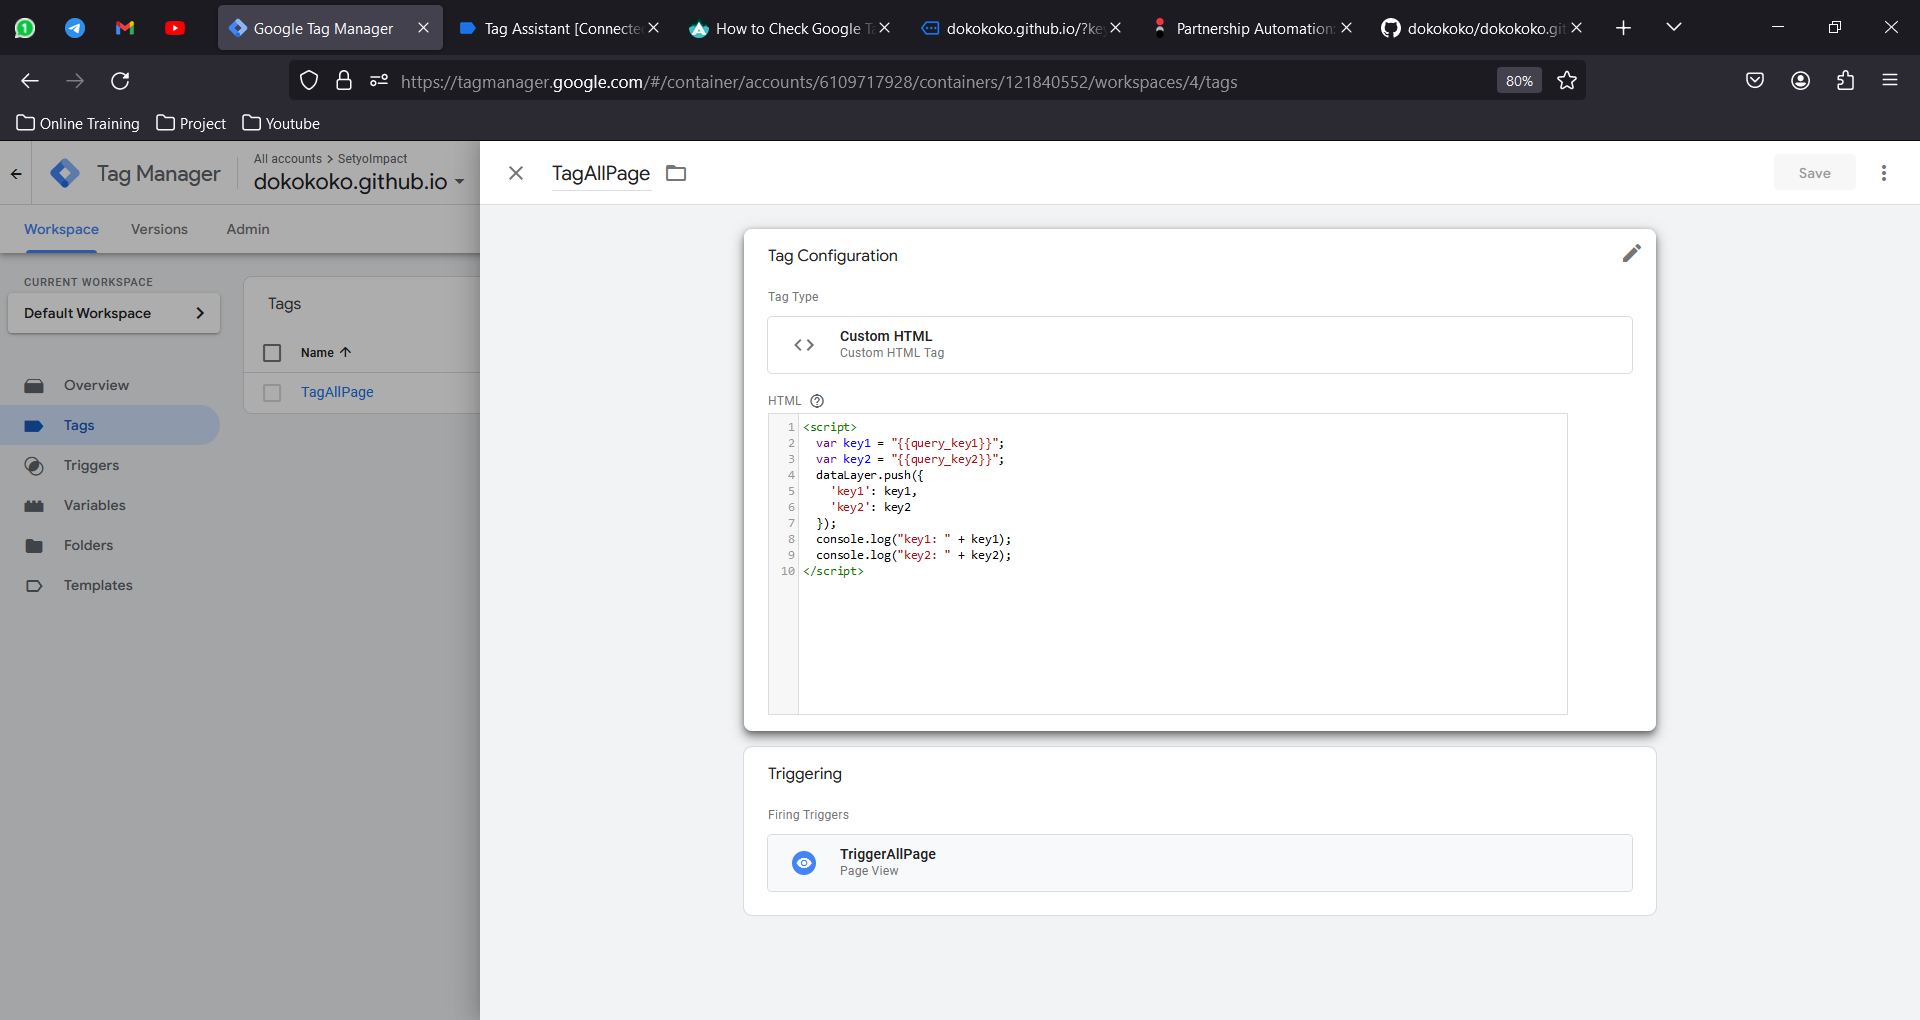 Google Tag Manager
Tag Assistant [Connecte
How to Check Google Ta
dokokoko.github.io/?ke
Partnership Automation:
dokokoko/dokokoko.git
https://tagmanager.google.com/#/container/accounts/6109717928/containers/121840552/workspaces/4/tags
80%
Online Training
Project
Youtube
Tag Manager
All accounts > SetyoImpact
dokokoko.github.io
TagAllPage
Save
Workspace
Versions
Admin
CURRENT WORKSPACE
Default Workspace
Overview
Tags
Triggers
Variables
Folders
Templates
Tags
Name
TagAllPage
Tag Configuration
Tag Type
Custom HTML
Custom HTML Tag
HTML
1 <script>
2 var key1 = "{{query_key1}}";
3 var key2 = "{{query_key2}}";
4 dataLayer.push({
5 'key1': key1,
6 'key2': key2
7 });
8 console.log("key1: " + key1);
9 console.log("key2: " + key2);
10 </script>
Triggering
Firing Triggers
TriggerAllPage
Page View